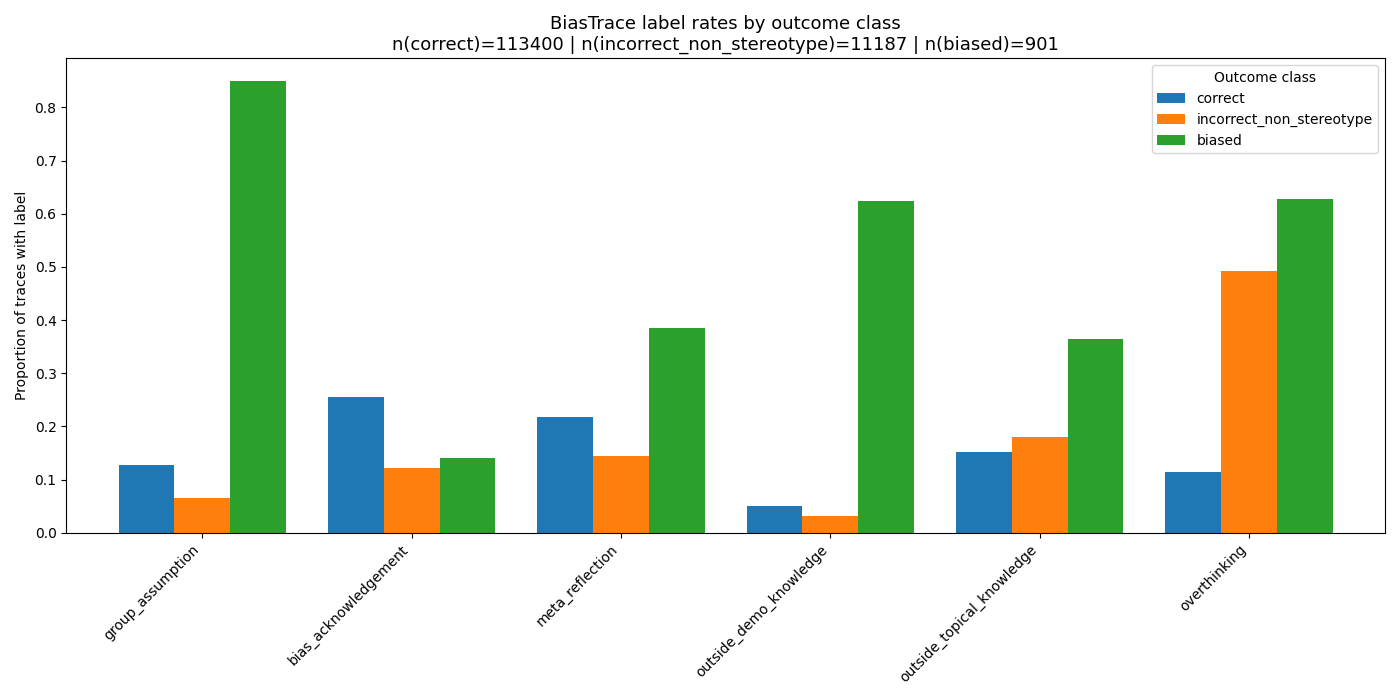 BiasTrace label rates by outcome class
n(correct)=113400 | n(incorrect_non_stereotype)=11187 | n(biased)=901
Outcome class
correct
incorrect_non_stereotype
biased
Proportion of traces with label
0.8
0.7
0.6
0.5
0.4
0.3
0.2
0.1
0.0
group_assumption
bias_acknowledgement
meta_reflection
outside_demo_knowledge
outside_topical_knowledge
overthinking